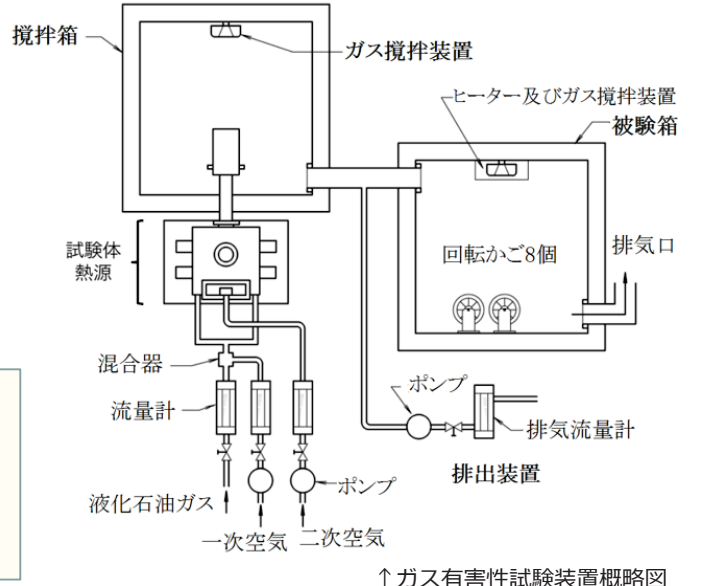 撹拌箱
ガス撹拌装置
ヒーター及びガス撹拌装置
被験箱
試験体
熱源
回転かご8個
排気口
混合器
流量計
ポンプ
排気流量計
排出装置
液化石油ガス
ポンプ
一次空気
二次空気
↑ガス有害性試験装置概略図